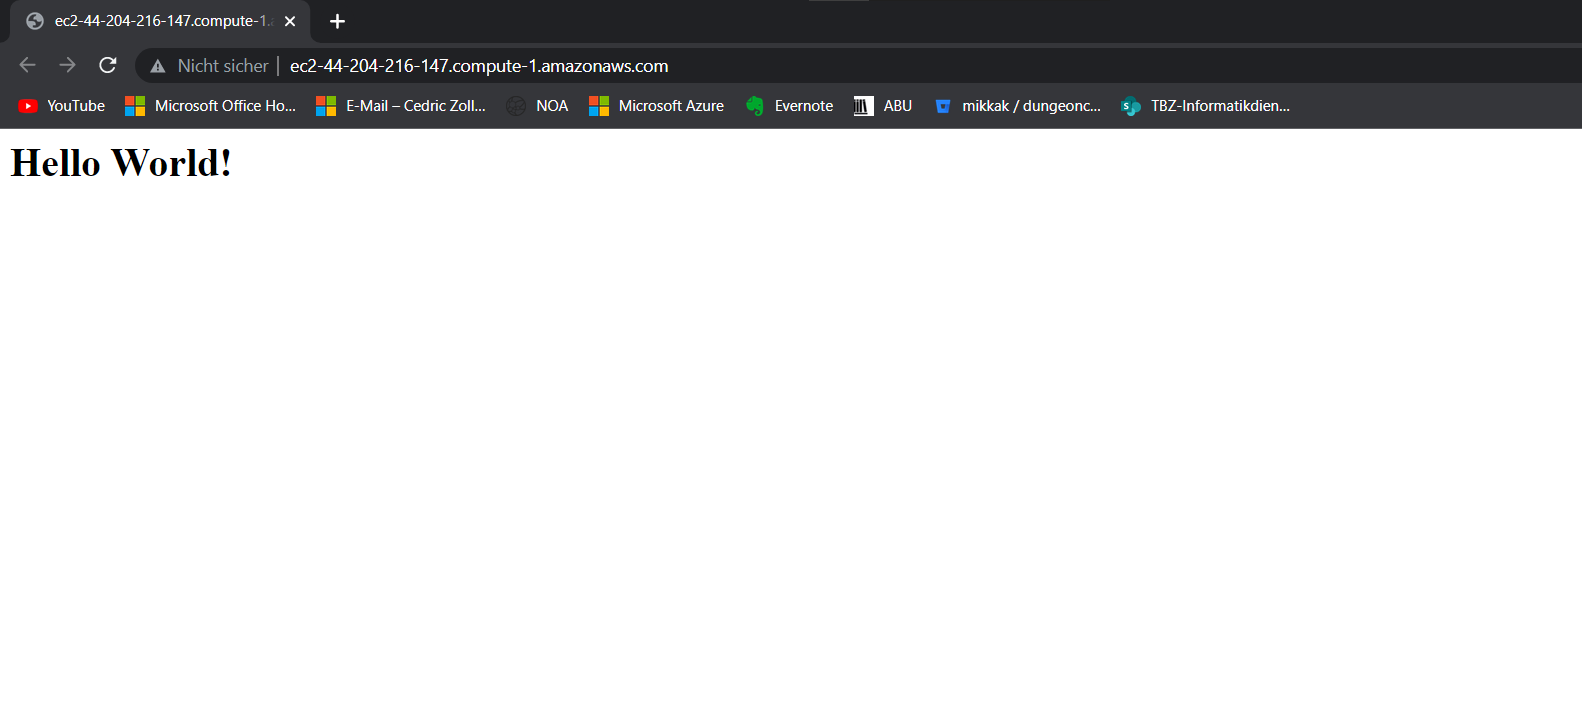 ec2-44-204-216-147.compute-1.a
Nicht sicher | ec2-44-204-216-147.compute-1.amazonaws.com
YouTube Microsoft Office Ho... E-Mail – Cedric Zoll... NOA Microsoft Azure Evernote ABU mikkak / dungeonc... TBZ-Informatikdien...
Hello World!